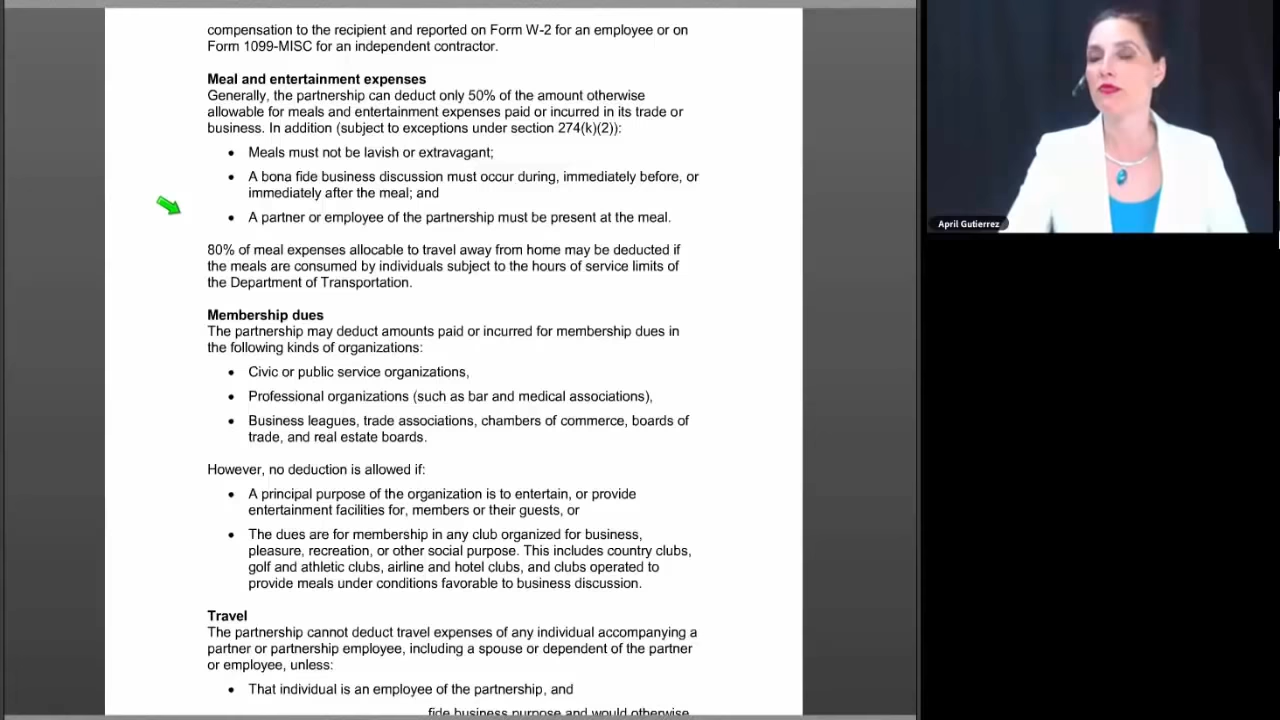 compensation to the recipient and reported on Form W-2 for an employee or on
Form 1099-MISC for an independent contractor.
Meal and entertainment expenses
Generally, the partnership can deduct only 50% of the amount otherwise
allowable for meals and entertainment expenses paid or incurred in its trade or
business. In addition (subject to exceptions under section 274(k)(2)):
• Meals must not be lavish or extravagant;
• A bona fide business discussion must occur during, immediately before, or
immediately after the meal; and
• A partner or employee of the partnership must be present at the meal.
80% of meal expenses allocable to travel away from home may be deducted if
the meals are consumed by individuals subject to the hours of service limits of
the Department of Transportation.
Membership dues
The partnership may deduct amounts paid or incurred for membership dues in
the following kinds of organizations:
• Civic or public service organizations,
• Professional organizations (such as bar and medical associations),
• Business leagues, trade associations, chambers of commerce, boards of
trade, and real estate boards.
However, no deduction is allowed if:
• A principal purpose of the organization is to entertain, or provide
entertainment facilities for, members or their guests, or
• The dues are for membership in any club organized for business,
pleasure, recreation, or other social purpose. This includes country clubs,
golf and athletic clubs, airline and hotel clubs, and clubs operated to
provide meals under conditions favorable to business discussion.
Travel
The partnership cannot deduct travel expenses of any individual accompanying a
partner or partnership employee, including a spouse or dependent of the partner
or employee, unless:
• That individual is an employee of the partnership, and
fide business purpose and would otherwise
April Gutierrez